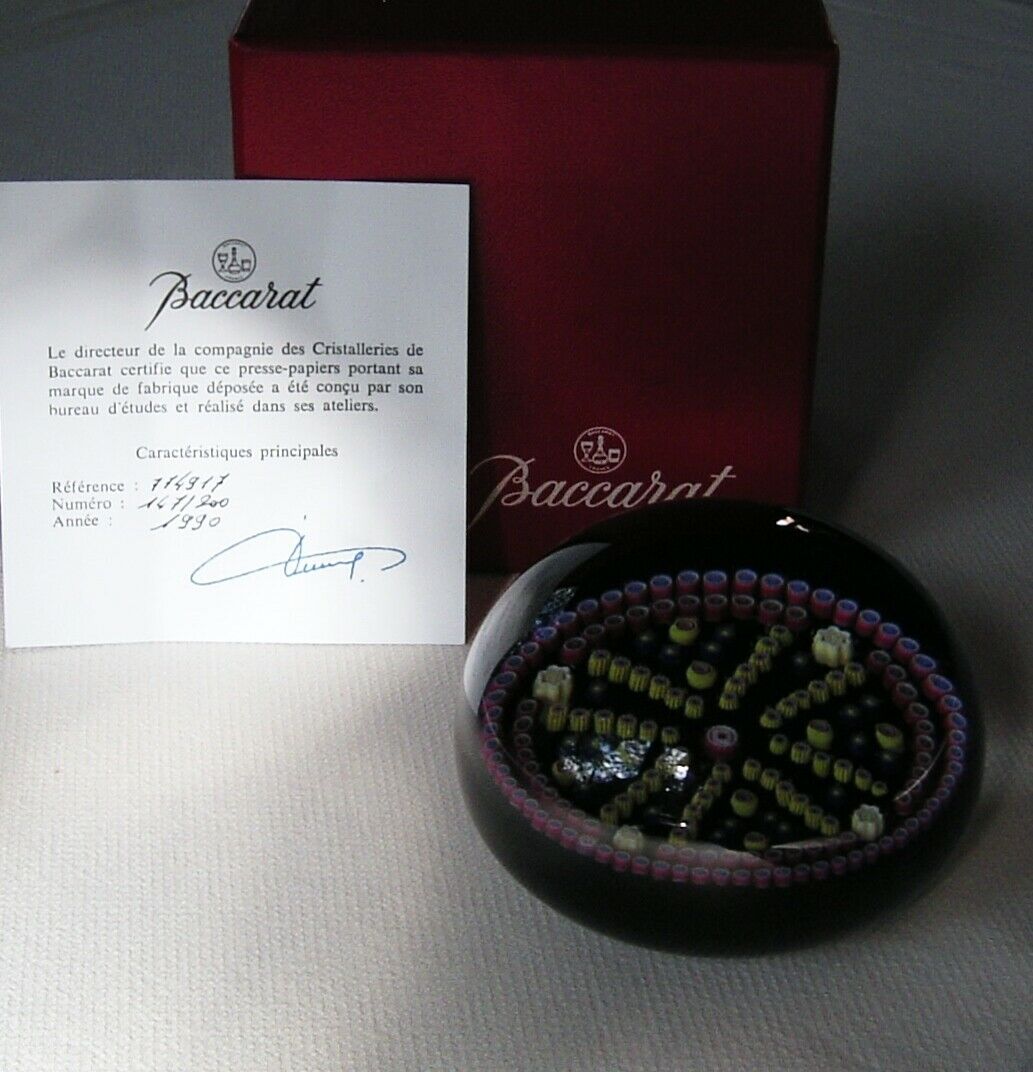 Baccarat
Le directeur de la compagnie des Cristalleries de
Baccarat certifie que ce presse-papiers portant sa
marque de fabrique déposée a été conçu par son
bureau d'études et réalisé dans ses ateliers.
Caractéristiques principales
Référence : 774917
Numéro : 147/200
Année : 1990
Baccarat